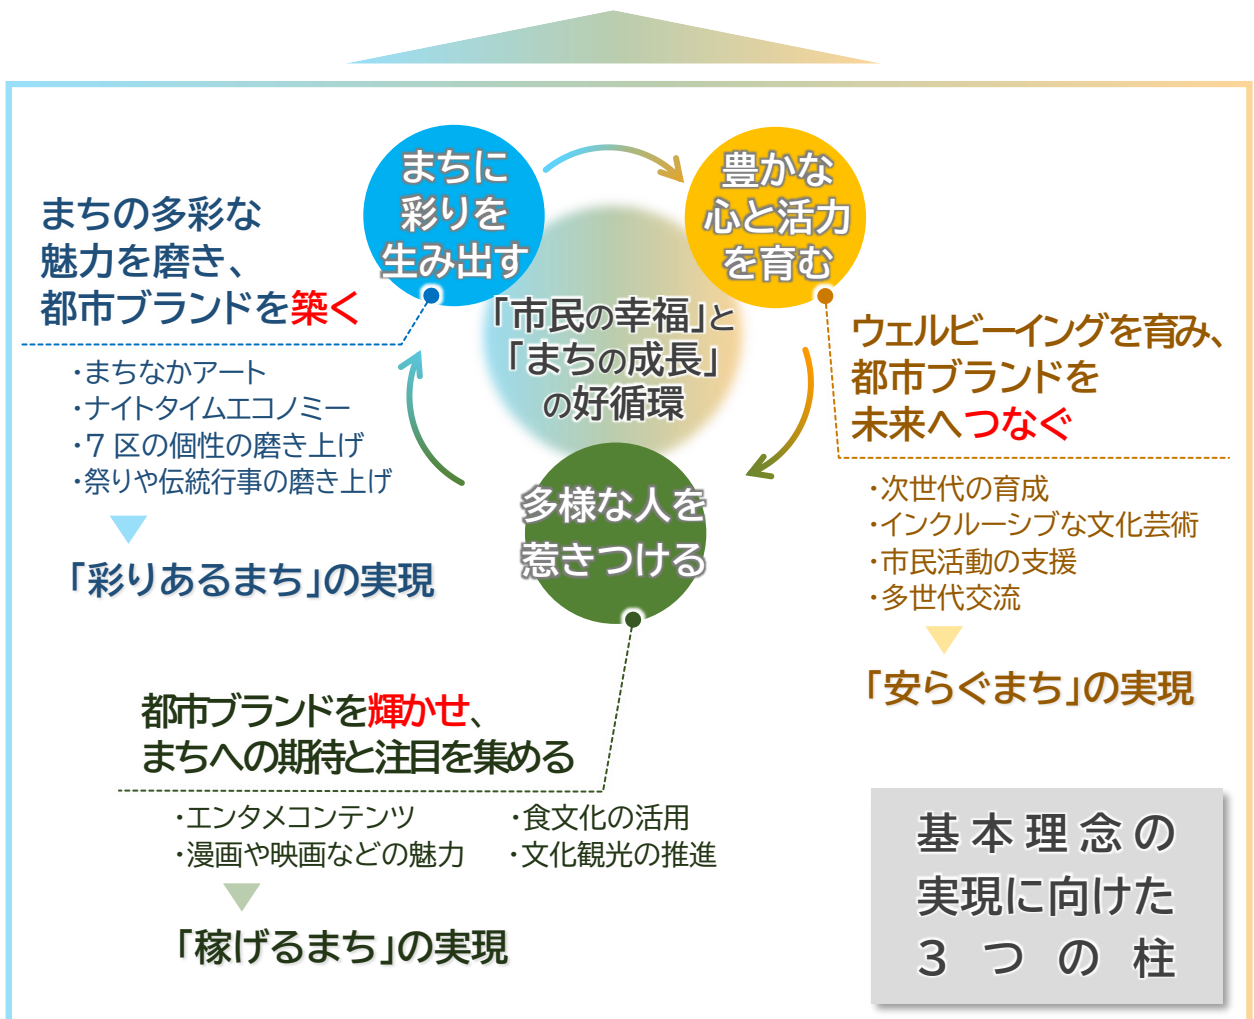 まちに
彩りを
生み出す
豊かな
心と活力
を育む
「市民の幸福」と
「まちの成長」
の好循環
多様な人を
惹きつける
まちの多彩な
魅力を磨き、
都市ブランドを築く
・まちなかアート
・ナイトタイムエコノミー
・7区の個性の磨き上げ
・祭りや伝統行事の磨き上げ
「彩りあるまち」の実現
ウェルビーイングを育み、
都市ブランドを
未来へつなぐ
・次世代の育成
・インクルーシブな文化芸術
・市民活動の支援
・多世代交流
「安らぐまち」の実現
都市ブランドを輝かせ、
まちへの期待と注目を集める
・エンタメコンテンツ
・漫画や映画などの魅力
・食文化の活用
・文化観光の推進
「稼げるまち」の実現
基本理念の
実現に向けた
3つの柱